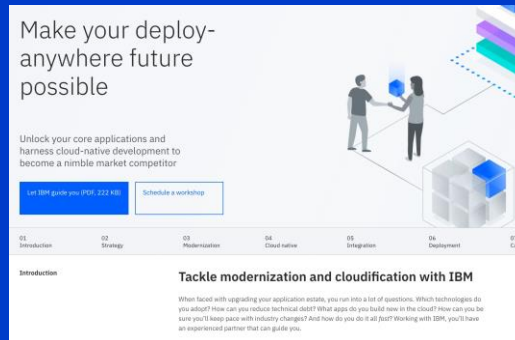 Make your deploy-
anywhere future
possible
Unlock your core applications and
harness cloud-native development to
become a nimble market competitor
Let IBM guide you (PDF, 222 KB)
Schedule a workshop
01
Introduction
02
Strategy
03
Modernization
04
Cloud native
05
Integration
06
Deployment
Introduction
Tackle modernization and cloudification with IBM
When faced with upgrading your application estate, you run into a lot of questions. Which technologies do
you adopt? How can you reduce technical debt? What apps do you build new in the cloud? How can you be
sure you'll keep pace with industry changes? And how do you do it all fast? Working with IBM, you'll have
an experienced partner that can guide you.